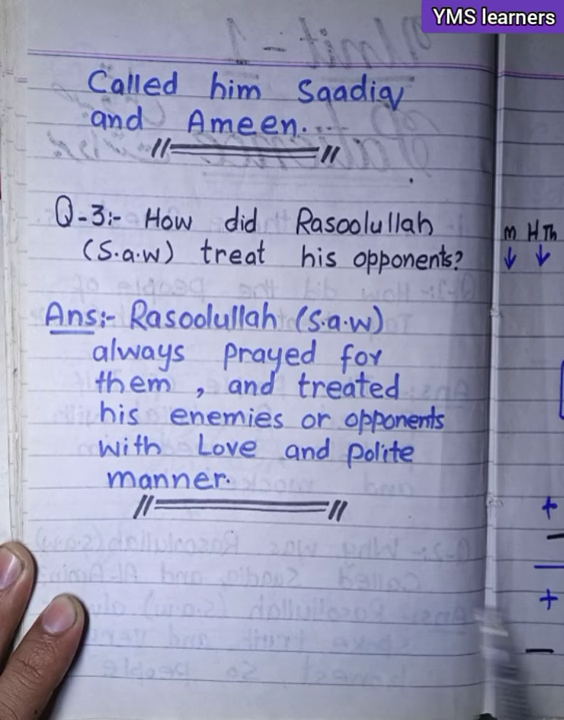 YMS learners
Called him Saadiq
and Ameen.
Q-3:- How did Rasoolullah
(S.a.w) treat his opponents?
Ans:- Rasoolullah (S.a.w)
always prayed for
them , and treated
his enemies or opponents
with Love and polite
manner.
m H Th
+
-
+
-